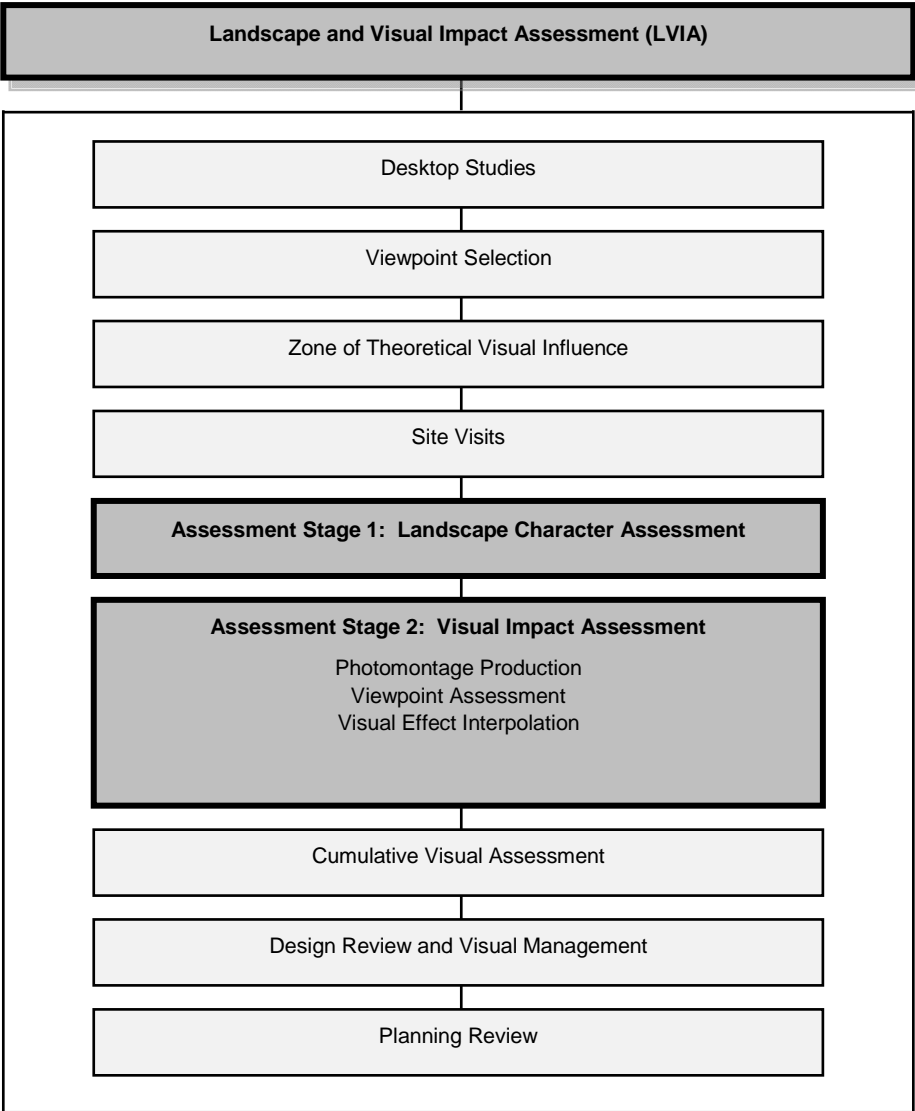 Landscape and Visual Impact Assessment (LVIA)
Desktop Studies
Viewpoint Selection
Zone of Theoretical Visual Influence
Site Visits
Assessment Stage 1: Landscape Character Assessment
Assessment Stage 2: Visual Impact Assessment
Photomontage Production
Viewpoint Assessment
Visual Effect Interpolation
Cumulative Visual Assessment
Design Review and Visual Management
Planning Review